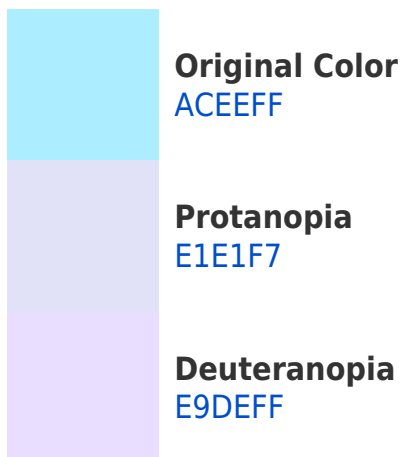 Original Color
ACEEFF
Protanopia
E1E1F7
Deuteranopia
E9DEFF